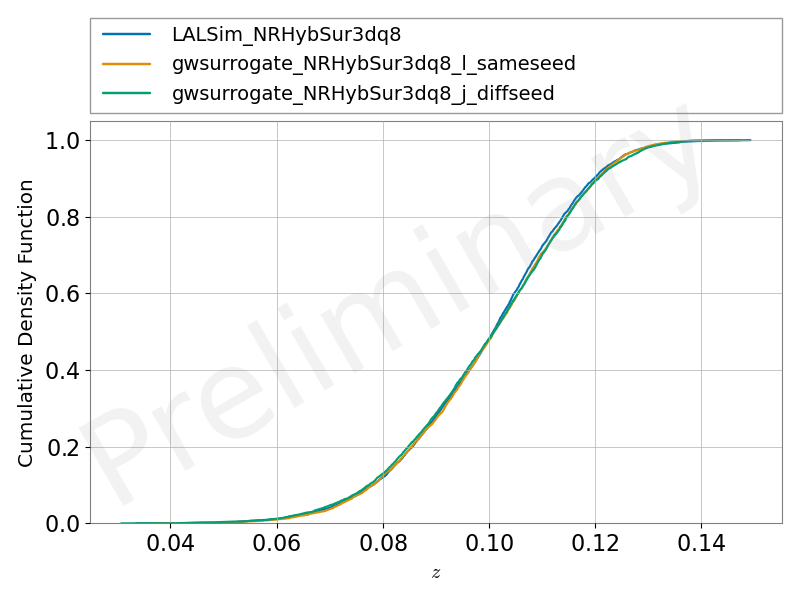 LALSim_NRHybSur3dq8
gwsurrogate_NRHybSur3dq8_l_sameseed
gwsurrogate_NRHybSur3dq8_j_diffseed
Preliminary
Cumulative Density Function
1.0
0.8
0.6
0.4
0.2
0.0
0.04 0.06 0.08 0.10 0.12 0.14
z